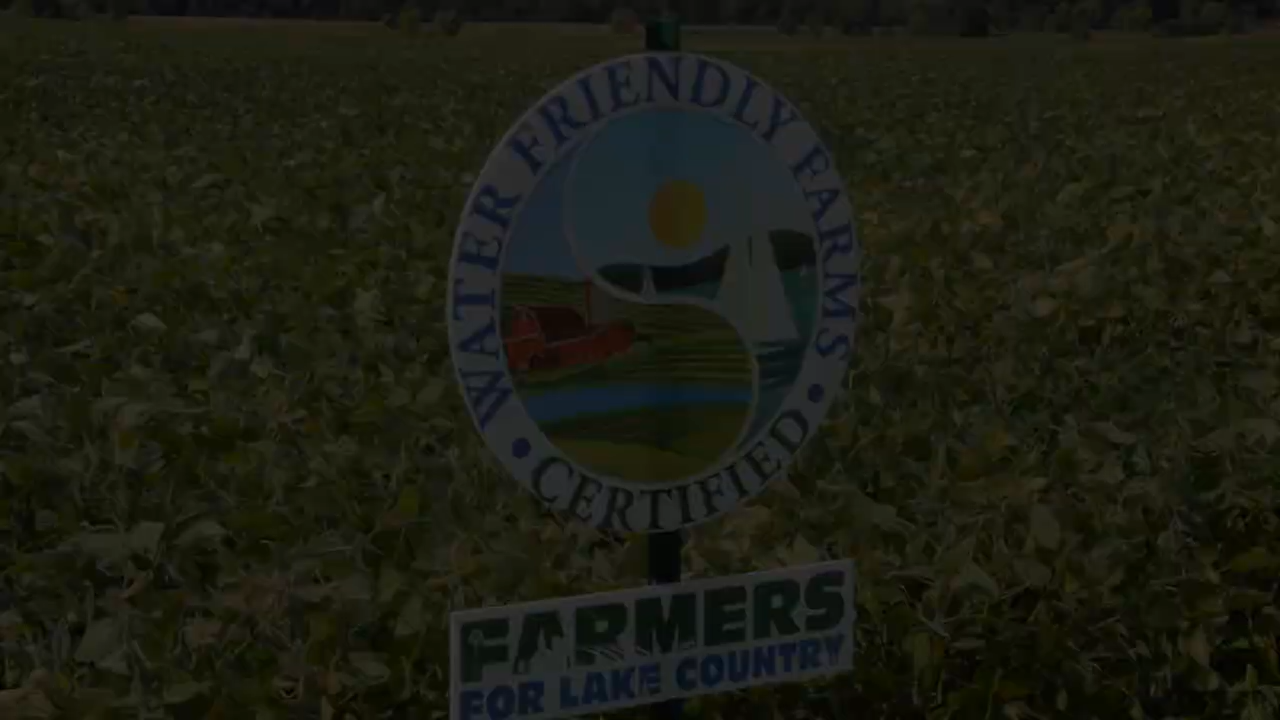 WATER FRIENDLY FARMS
• CERTIFIED •
FARMERS
FOR LAKE COUNTRY